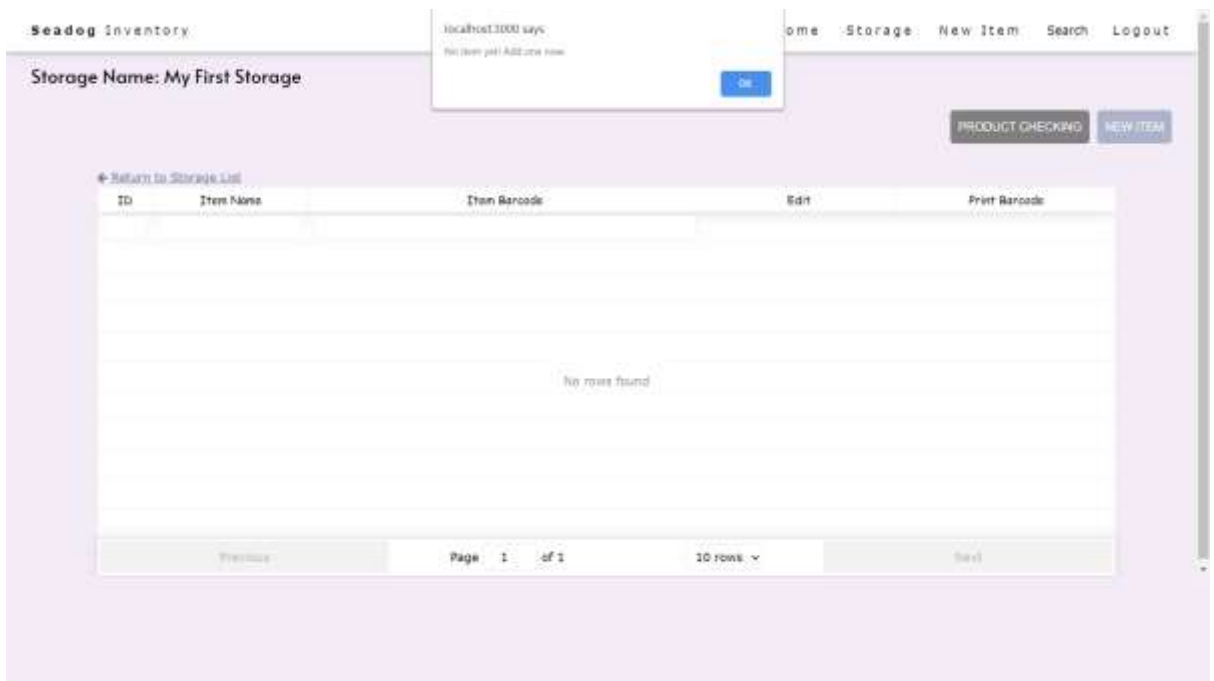 Seadog Inventory
localhost:3000 says
No item yet! Add one now.
OK
ome Storage New Item Search Logout
Storage Name: My First Storage
PRODUCT CHECKING NEW ITEM
← Return to Storage List
ID Item Name Item Barcode Edit Print Barcode
No rows found
Previous Page 1 of 1 10 rows Next